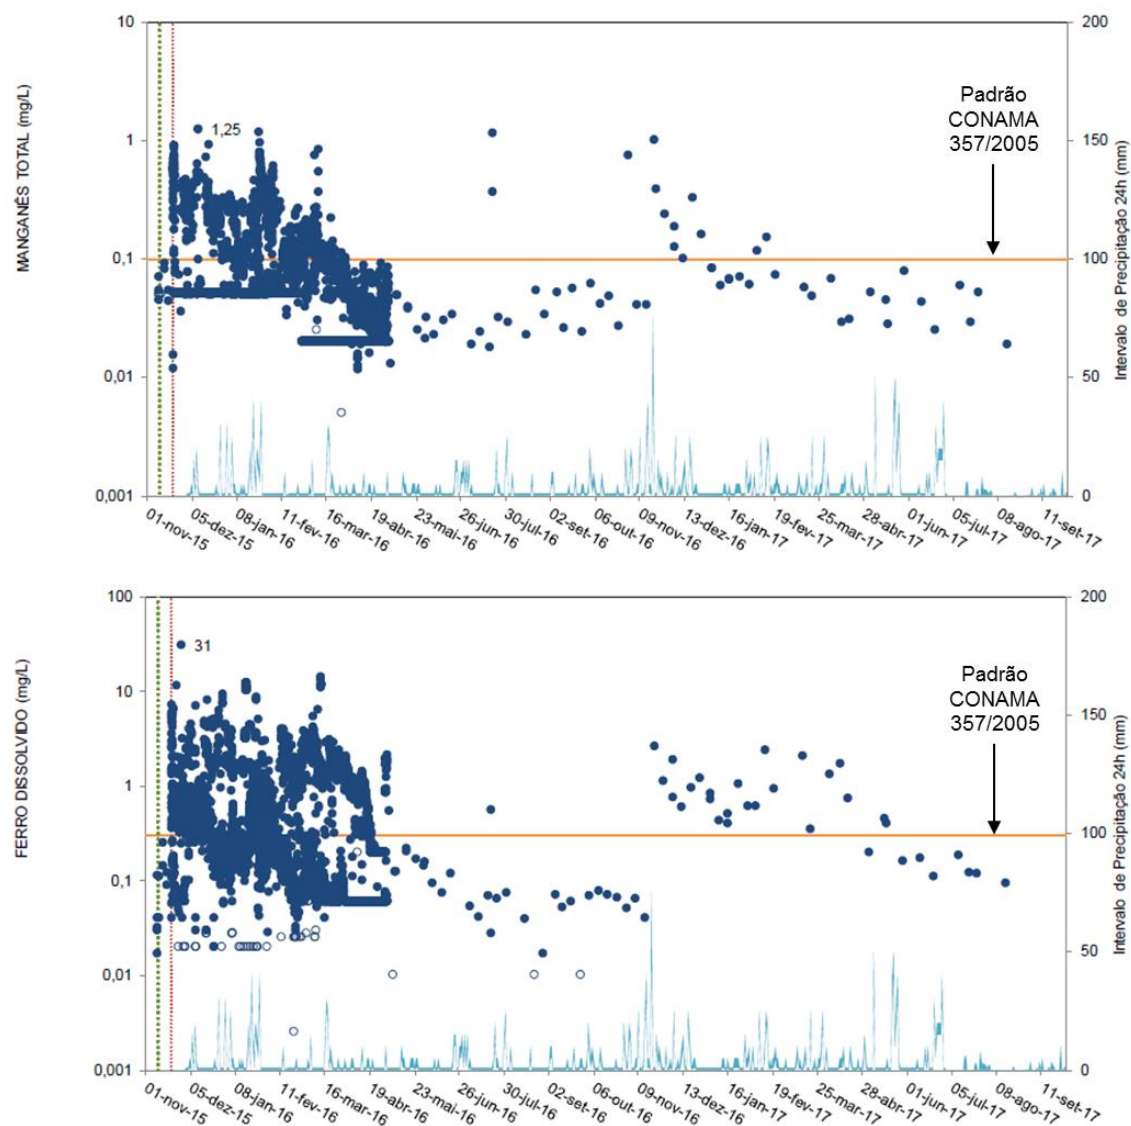 MANGANÊS TOTAL (mg/L)
10
1
0,1
0,01
0,001
1,25
Padrão
CONAMA
357/2005
200
150
100
50
0
Intervalo de Precipitação 24h (mm)
01-nov-15
05-dez-15
08-jan-16
11-fev-16
16-mar-16
19-abr-16
23-mai-16
26-jun-16
30-jul-16
02-set-16
06-out-16
09-nov-16
13-dez-16
16-jan-17
19-fev-17
25-mar-17
28-abr-17
01-jun-17
05-jul-17
08-ago-17
11-set-17
FERRO DISSOLVIDO (mg/L)
100
10
1
0,1
0,01
0,001
31
Padrão
CONAMA
357/2005
200
150
100
50
0
Intervalo de Precipitação 24h (mm)
01-nov-15
05-dez-15
08-jan-16
11-fev-16
16-mar-16
19-abr-16
23-mai-16
26-jun-16
30-jul-16
02-set-16
06-out-16
09-nov-16
13-dez-16
16-jan-17
19-fev-17
25-mar-17
28-abr-17
01-jun-17
05-jul-17
08-ago-17
11-set-17